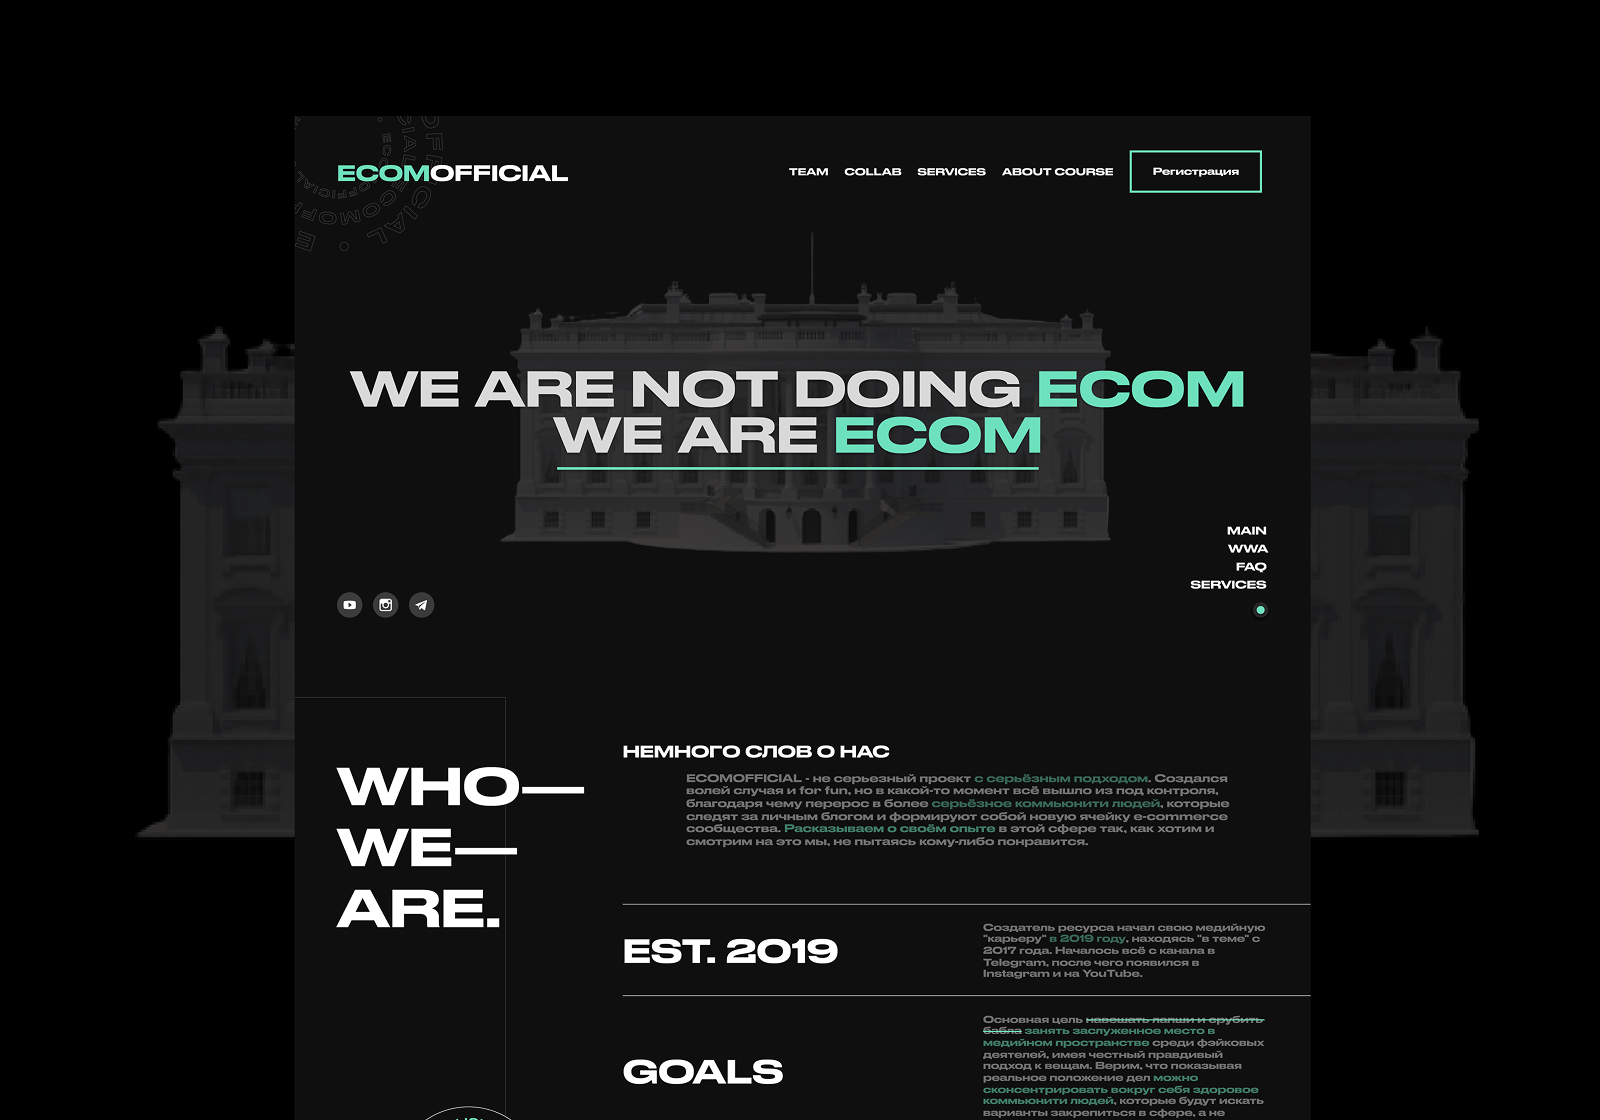 ECOMOFFICIAL
TEAM COLLAB SERVICES ABOUT COURSE Регистрация
WE ARE NOT DOING ECOM
WE ARE ECOM
MAIN
WWA
FAQ
SERVICES
WHO—
WE—
ARE.
НЕМНОГО СЛОВ О НАС
ECOMOFFICIAL - не серьезный проект с серьёзным подходом. Создался
волей случая и for fun, но в какой-то момент всё вышло из под контроля,
благодаря чему перерос в более серьёзное коммьюнити людей, которые
следят за личным блогом и формируют собой новую ячейку e-commerce
сообщества. Расказываем о своём опыте в этой сфере так, как хотим и
смотрим на это мы, не пытаясь кому-либо понравится.
EST. 2019
Создатель ресурса начал свою медийную
"карьеру" в 2019 году, находясь "в теме" с
2017 года. Началось всё с канала в
Telegram, после чего появился в
Instagram и на YouTube.
GOALS
Основная цель навешать лапши и срубить
бабла занять заслуженное место в
медийном пространстве среди фэйковых
деятелей, имея честный правдивый
подход к вещам. Верим, что показывая
реальное положение дел можно
сконсентрировать вокруг себя здоровое
коммьюнити людей, которые будут искать
варианты закрепиться в сфере, а не